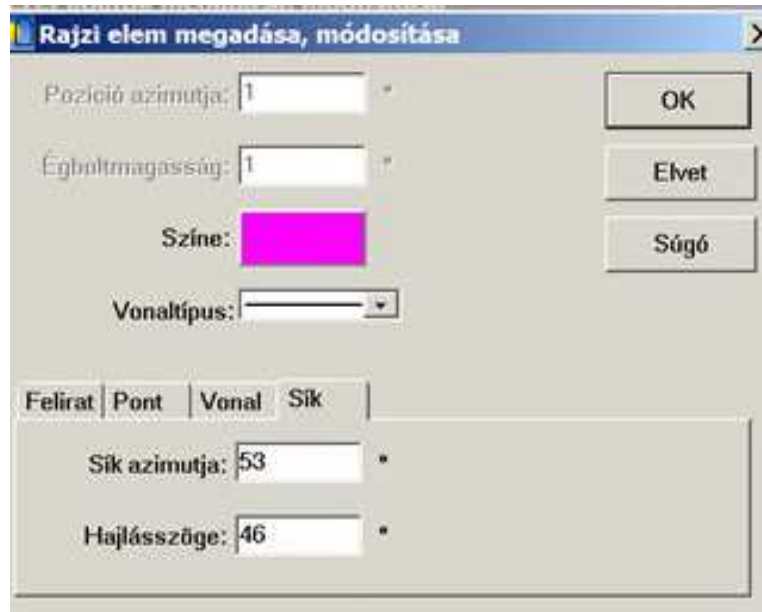 Rajzi elem megadása, módosítása
Pozíció azimutja: 1 °
OK
Égboltmagasság: 1 °
Elvet
Színe:
Súgó
Vonaltípus:
Felirat Pont Vonal Sík
Sík azimutja: 53 °
Hajlásszöge: 46 °